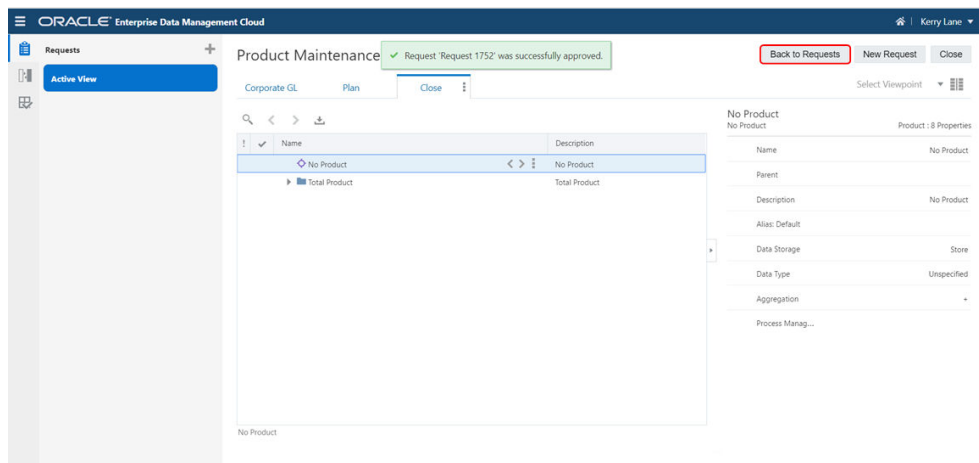 ORACLE® Enterprise Data Management Cloud
Kerry Lane
Requests
Active View
Product Maintenance
Request 'Request 1752' was successfully approved.
Back to Requests
New Request
Close
Corporate GL
Plan
Close
Select Viewpoint
Name
Description
No Product
No Product
Total Product
Total Product
No Product
No Product
No Product
Product : 8 Properties
Name No Product
Parent
Description No Product
Alias: Default
Data Storage Store
Data Type Unspecified
Aggregation +
Process Manag...